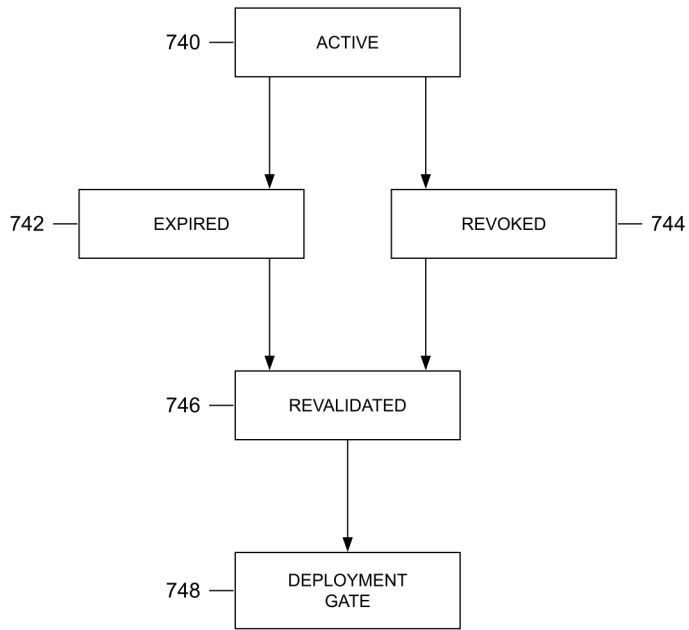 740
ACTIVE
742
EXPIRED
REVOKED
744
746
REVALIDATED
748
DEPLOYMENT
GATE